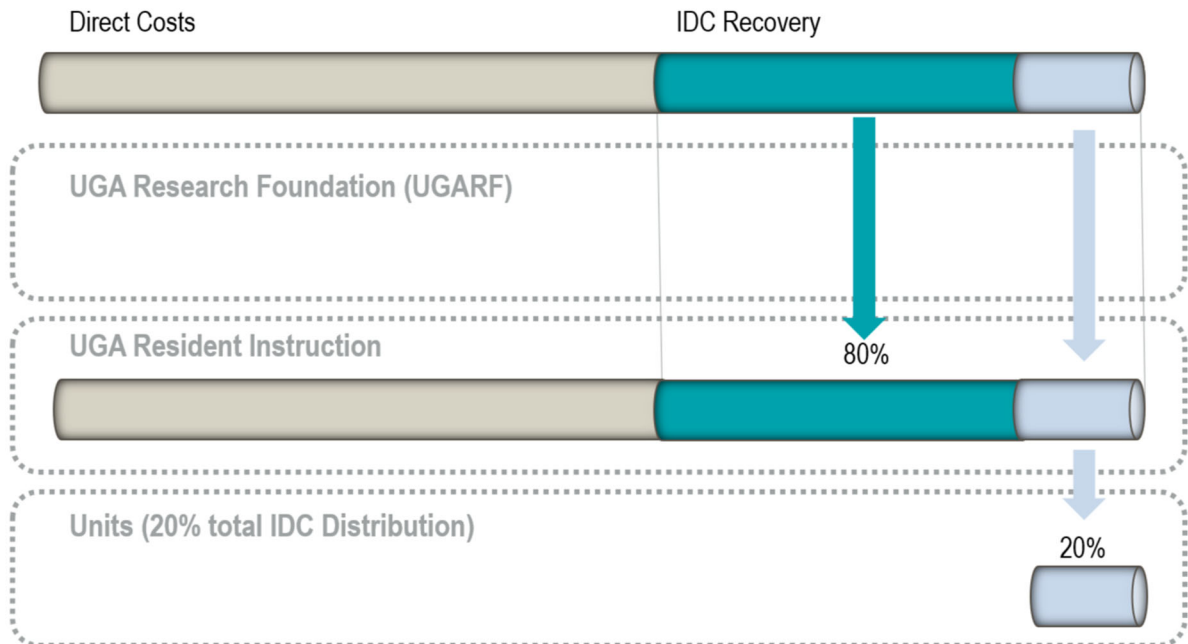 Direct Costs
IDC Recovery
UGA Research Foundation (UGARF)
UGA Resident Instruction
80%
Units (20% total IDC Distribution)
20%